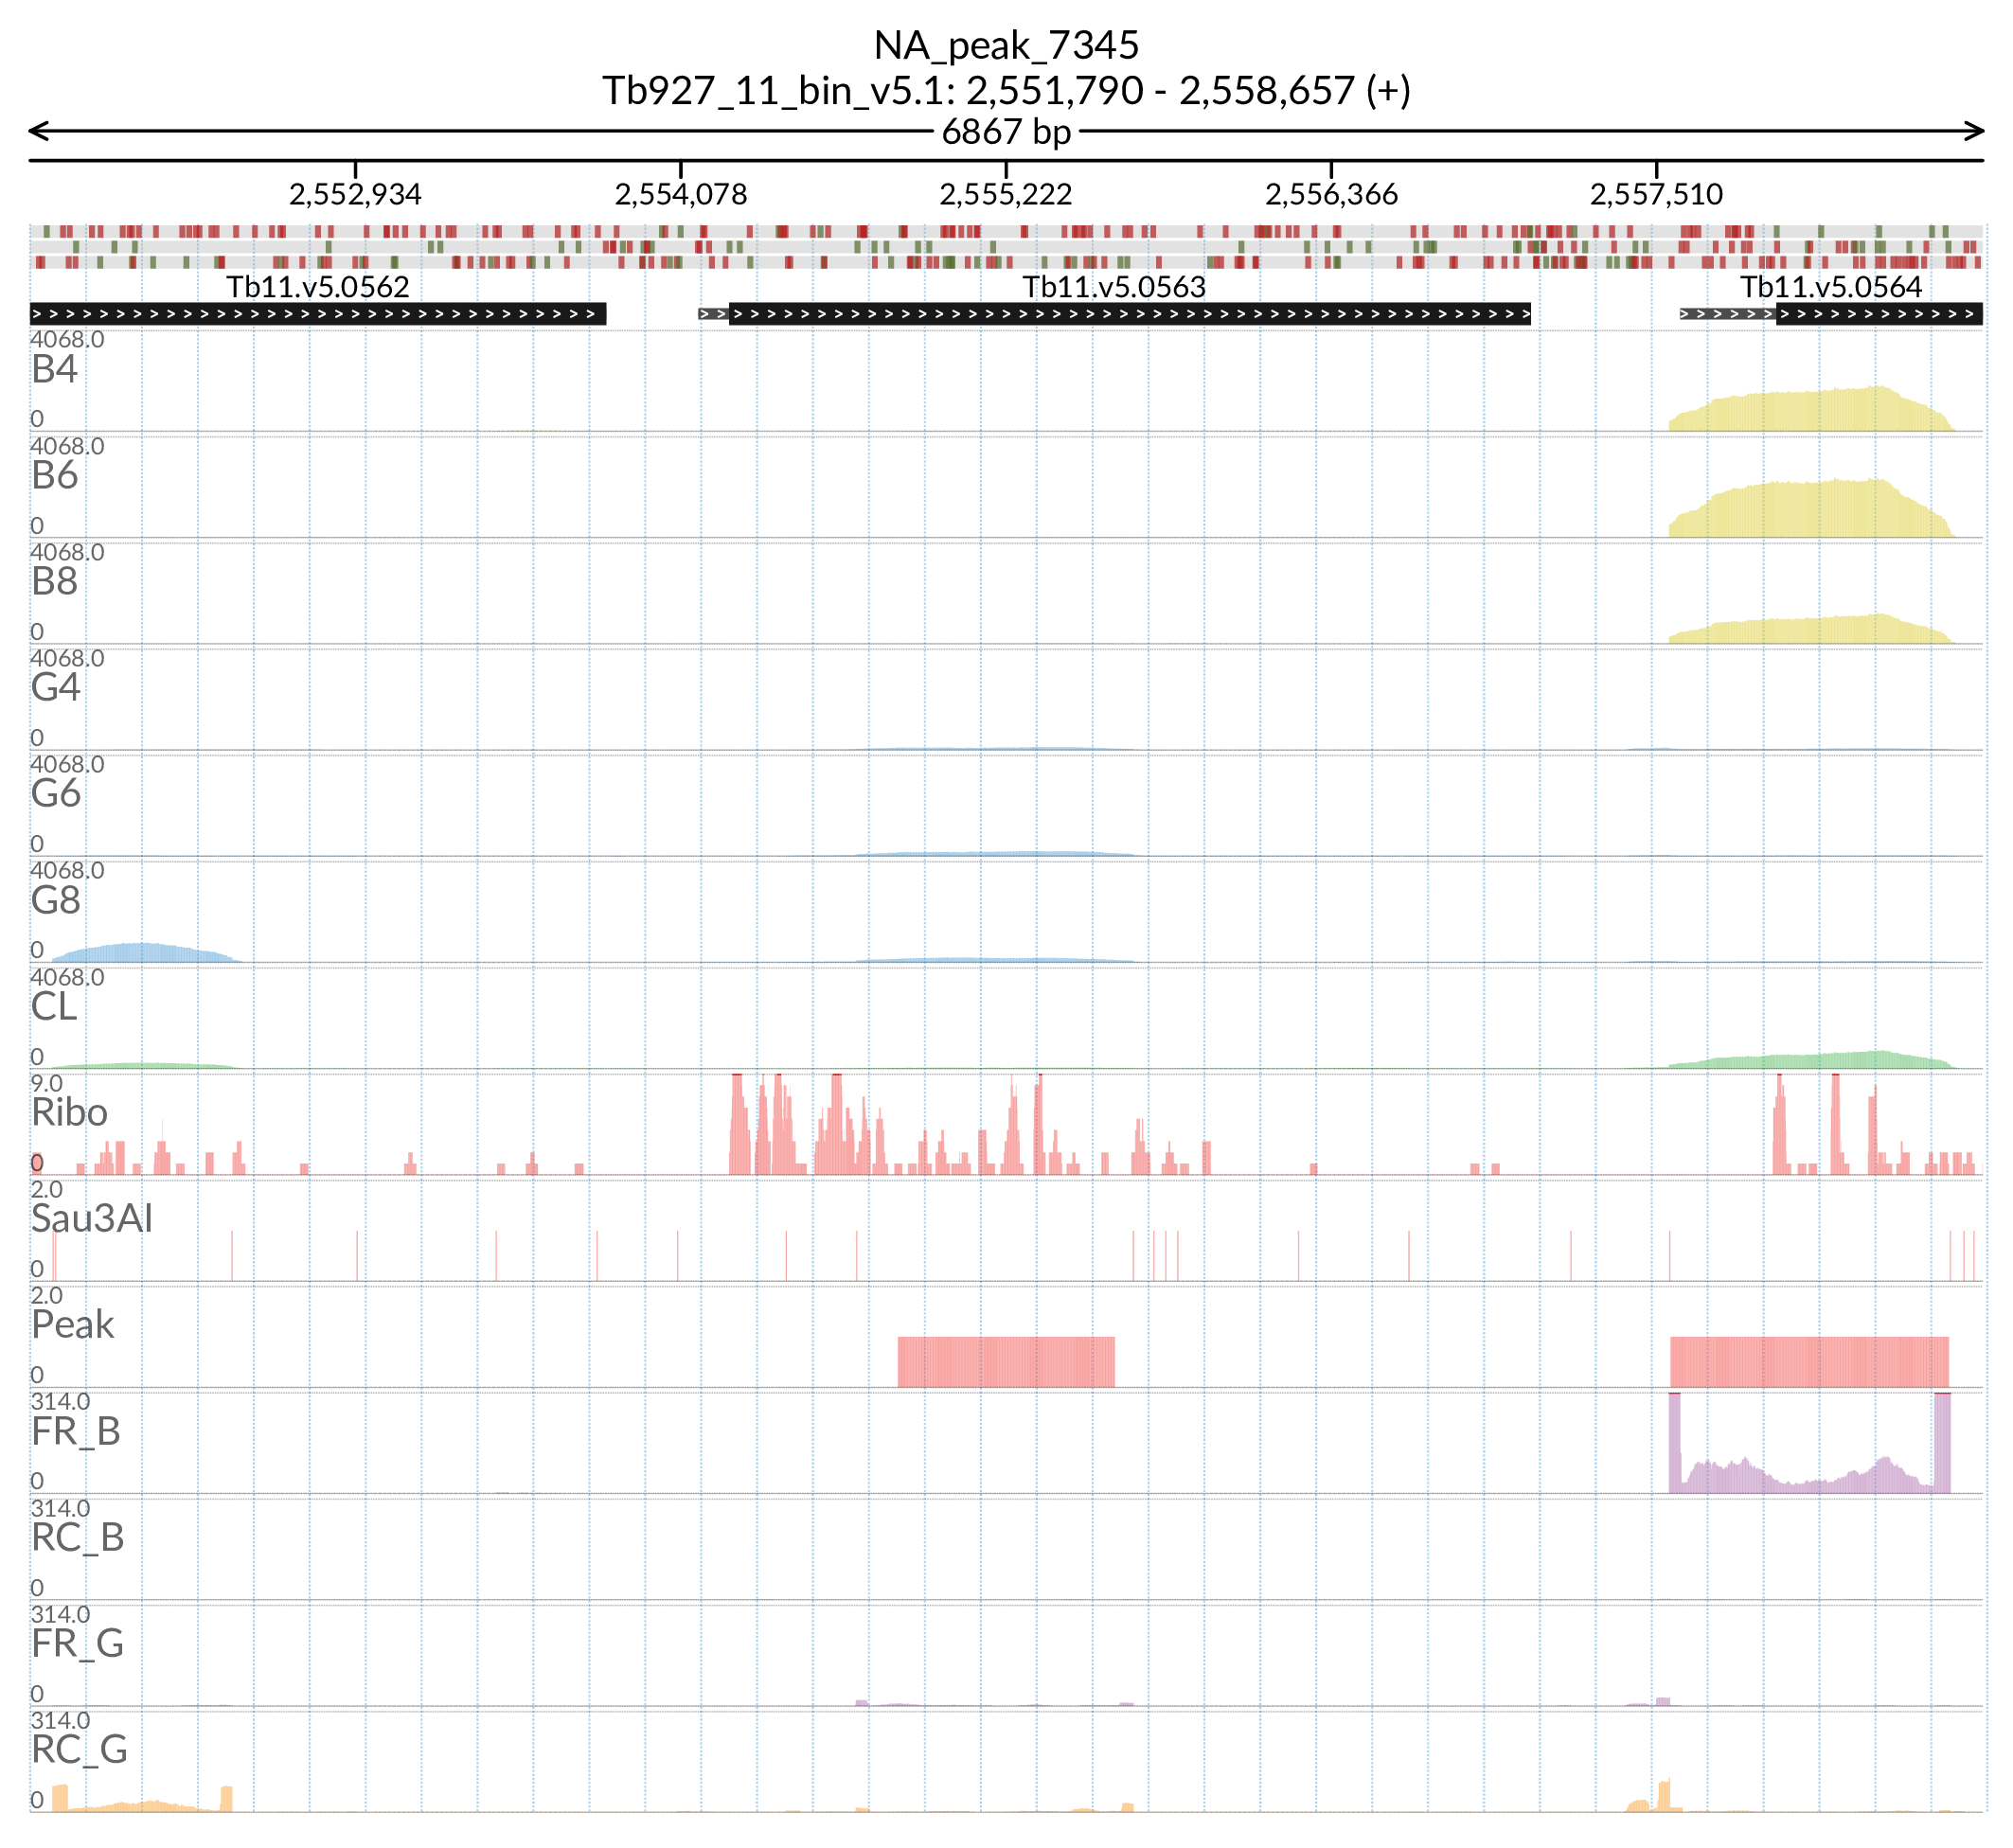 NA_peak_7345
Tb927_11_bin_v5.1: 2,551,790 - 2,558,657 (+)
6867 bp
2,552,934 2,554,078 2,555,222 2,556,366 2,557,510
Tb11.v5.0562 Tb11.v5.0563 Tb11.v5.0564
4068.0
B4
0
4068.0
B6
0
4068.0
B8
0
4068.0
G4
0
4068.0
G6
0
4068.0
G8
0
4068.0
CL
0
9.0
Ribo
0
2.0
Sau3AI
0
2.0
Peak
0
314.0
FR_B
0
314.0
RC_B
0
314.0
FR_G
0
314.0
RC_G
0